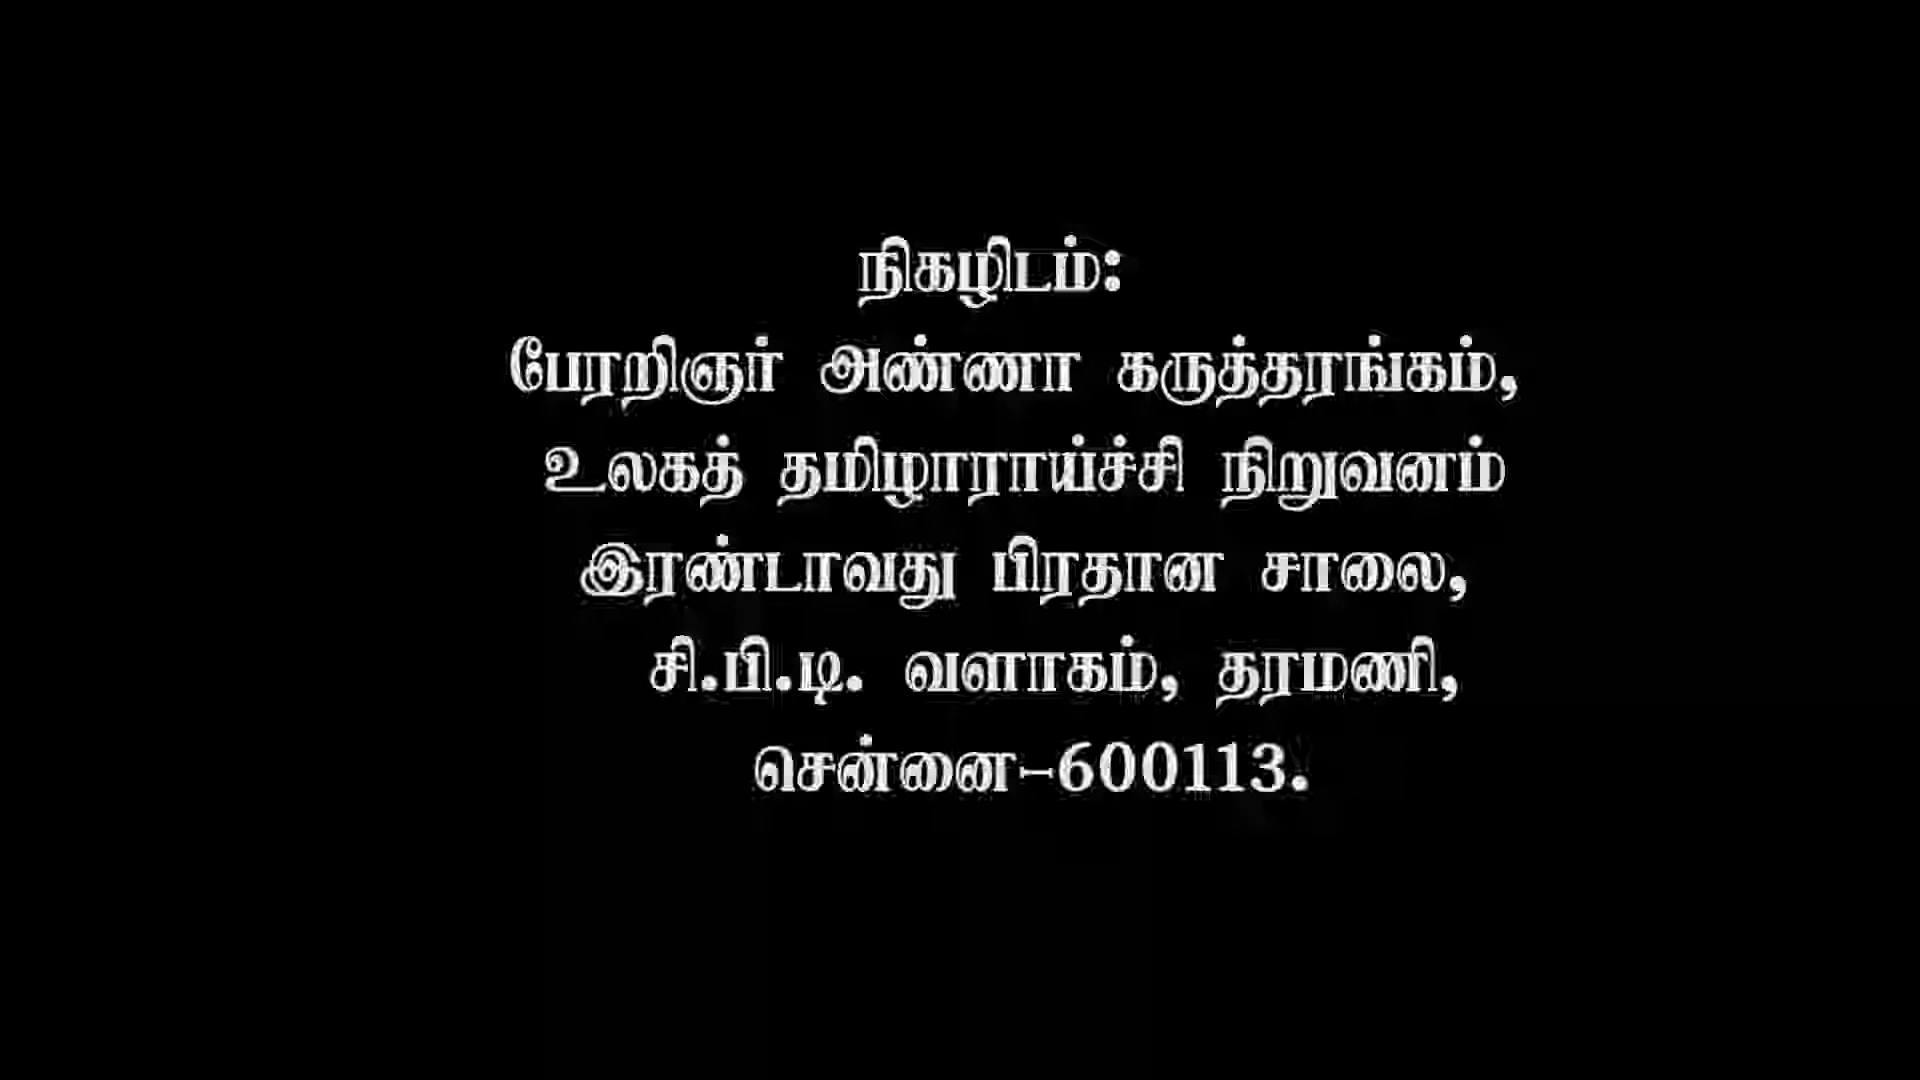 நிகழிடம்:
பேரறிஞர் அண்ணா கருத்தரங்கம்,
உலகத் தமிழாராய்ச்சி நிறுவனம்
இரண்டாவது பிரதான சாலை,
சி.பி.டி. வளாகம், தரமணி,
சென்னை-600113.